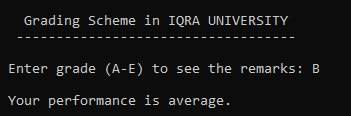 Grading Scheme in IQRA UNIVERSITY
-----------------------------------
Enter grade (A-E) to see the remarks: B
Your performance is average.